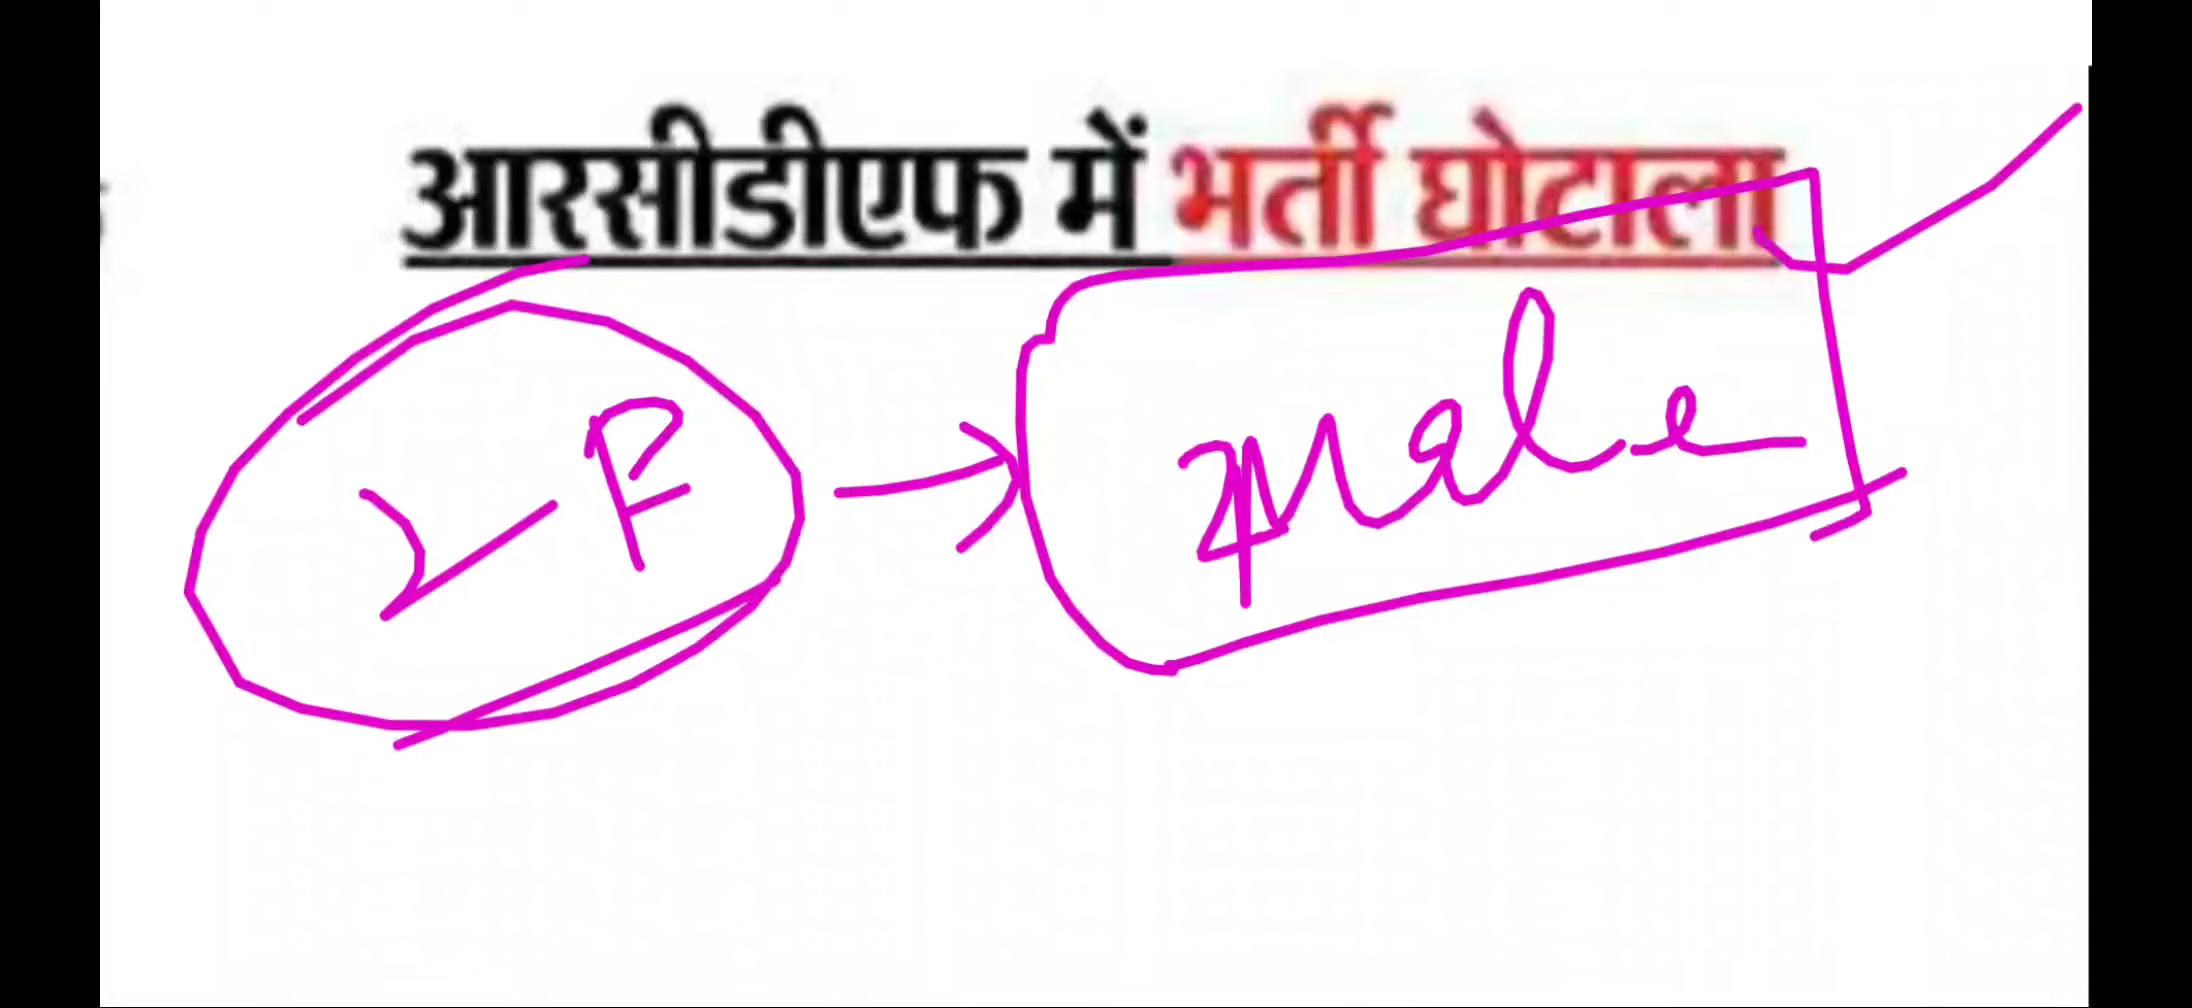 आरसीडीएफ में भर्ती घोटाला
2-F → Male